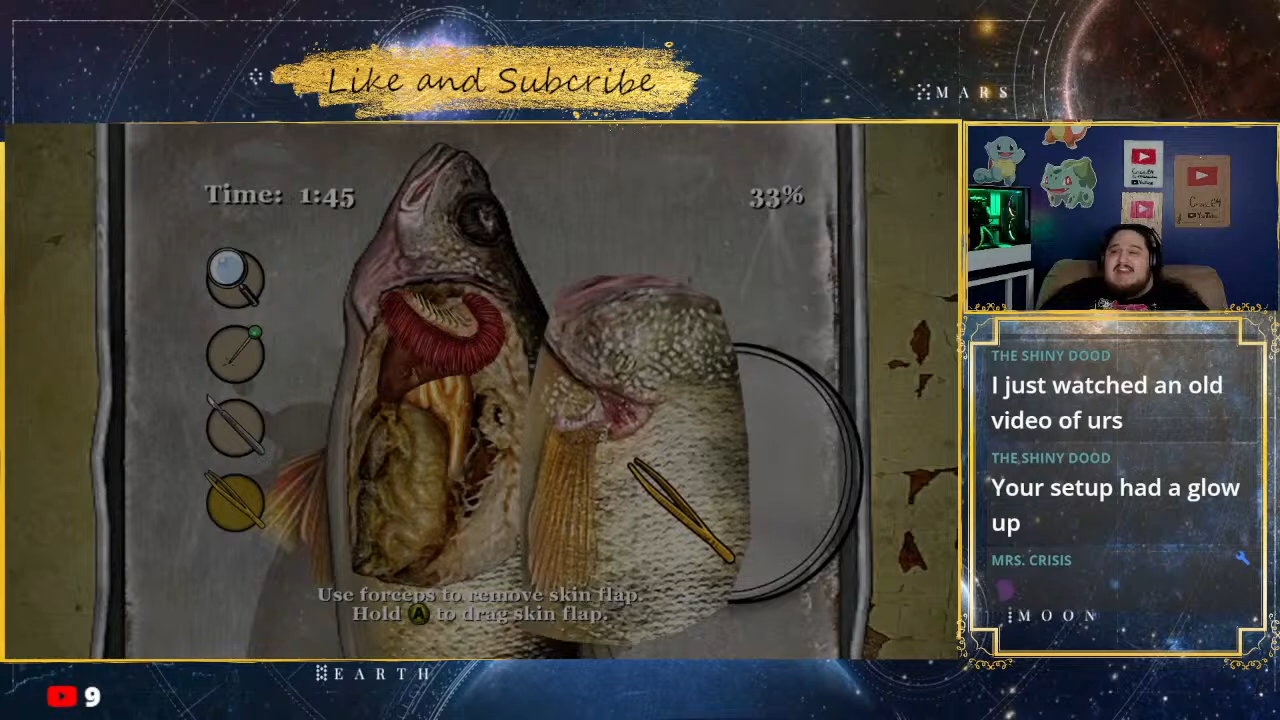 Like and Subcribe
MARS
Time: 1:45
33%
Use forceps to remove skin flap.
Hold A to drag skin flap.
THE SHINY DOOD
I just watched an old
video of urs
THE SHINY DOOD
Your setup had a glow
up
MRS. CRISIS
MOON
EARTH
9